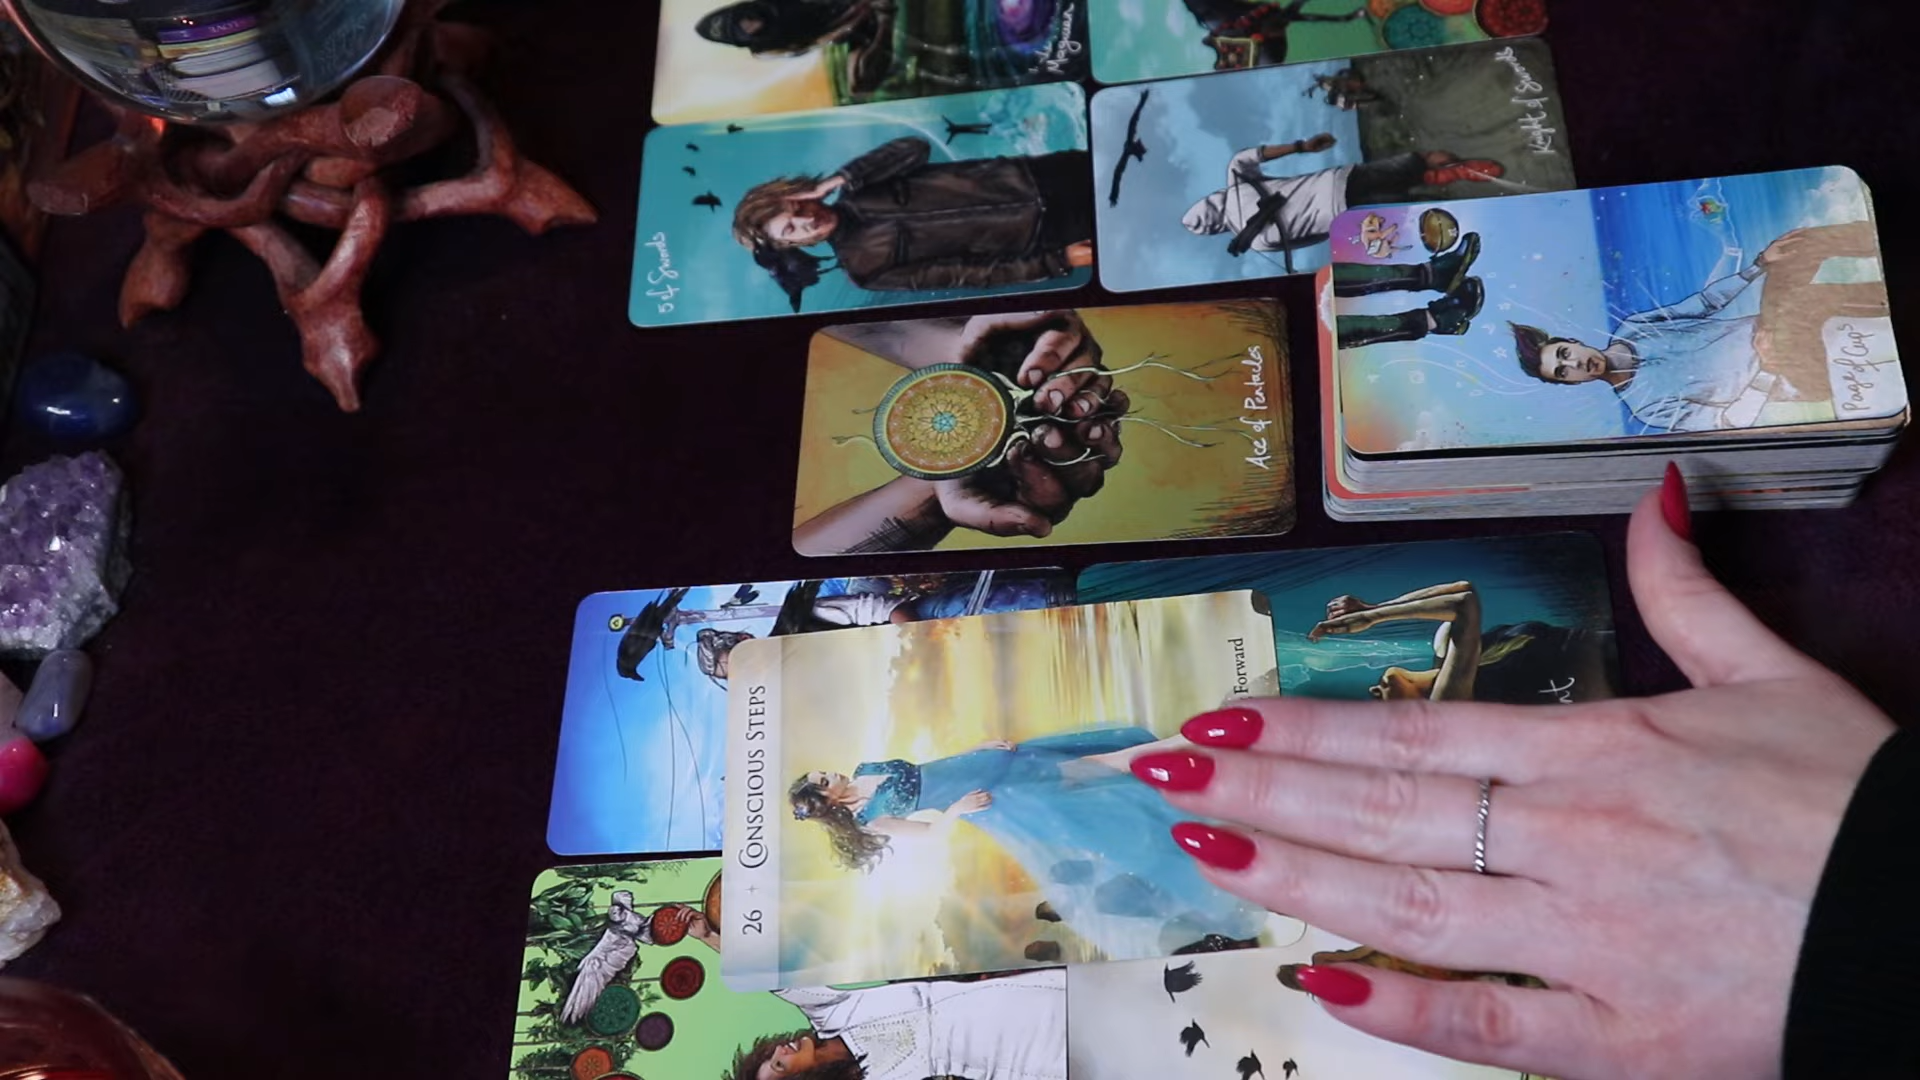 Magician
Knight of Swords
5 of Swords
Page of Cups
Ace of Pentacles
Forward
26 + CONSCIOUS STEPS